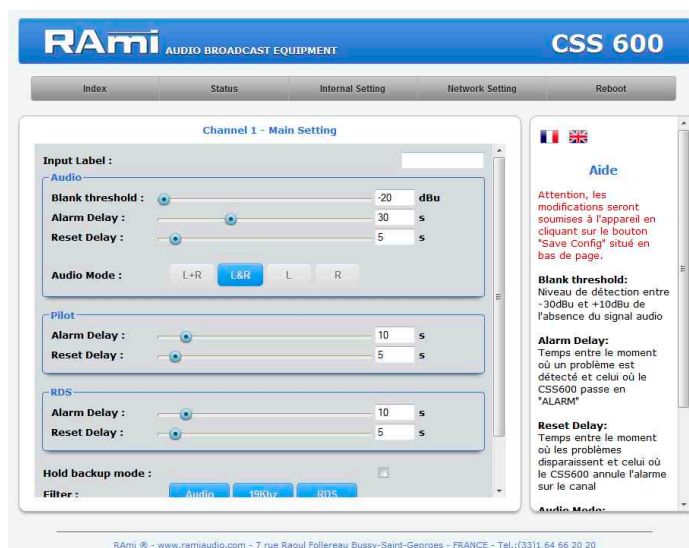 RAmi AUDIO BROADCAST EQUIPMENT
CSS 600
Index Status Internal Setting Network Setting Reboot
Channel 1 - Main Setting
Input Label :
Audio
Blank threshold : -20 dBu
Alarm Delay : 30 s
Reset Delay : 5 s
Audio Mode : L+R L&R L R
Pilot
Alarm Delay : 10 s
Reset Delay : 5 s
RDS
Alarm Delay : 10 s
Reset Delay : 5 s
Hold backup mode :
Filter : Audio 19Khz RDS
Aide
Attention, les
modifications seront
soumises à l'appareil en
cliquant sur le bouton
"Save Config" situé en
bas de page.
Blank threshold:
Niveau de détection entre
-30dBu et +10dBu de
l'absence du signal audio
Alarm Delay:
Temps entre le moment
où un problème est
détecté et celui où le
CSS600 passe en
"ALARM"
Reset Delay:
Temps entre le moment
où les problèmes
disparaissent et celui où
le CSS600 annule l'alarme
sur le canal
Audio Mode:
RAmi ® - www.ramiaudio.com - 7 rue Raoul Follereau Bussy-Saint-Georges - FRANCE - Tel.:(33)1 64 66 20 20